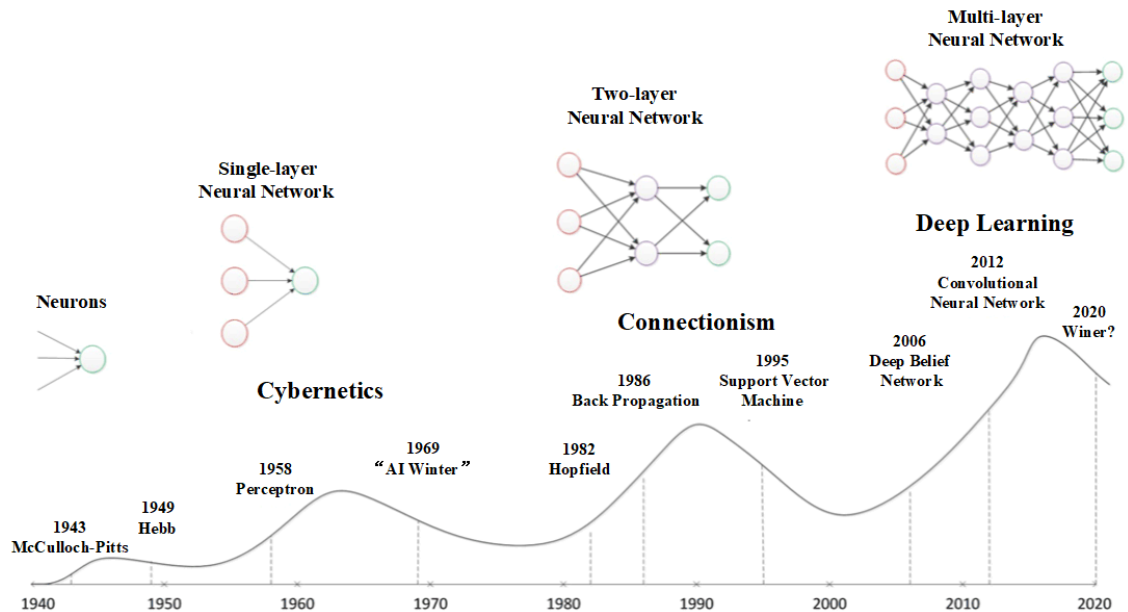 Multi-layer
Neural Network
Two-layer
Neural Network
Single-layer
Neural Network
Deep Learning
2012
Convolutional
Neural Network
Neurons
2020
Winer?
Connectionism
2006
Deep Belief
Network
1995
Support Vector
Machine
1986
Back Propagation
Cybernetics
1982
Hopfield
1969
“AI Winter”
1958
Perceptron
1949
Hebb
1943
McCulloch-Pitts
1940 1950 1960 1970 1980 1990 2000 2010 2020